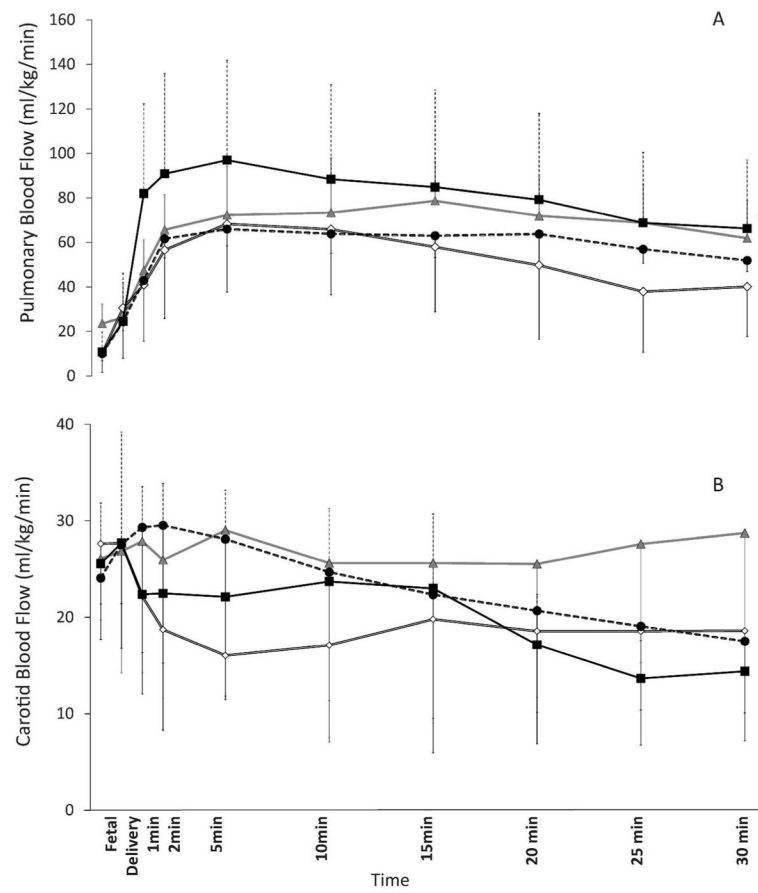 A
Pulmonary Blood Flow (ml/kg/min)
160
140
120
100
80
60
40
20
0
B
Carotid Blood Flow (ml/kg/min)
40
30
20
10
0
Fetal
Delivery
1min
2min
5min
10min
15min
20 min
25 min
30 min
Time